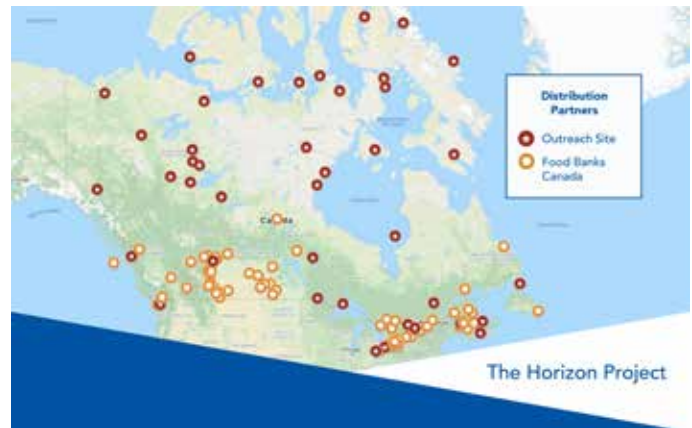 Distribution
Partners
Outreach Site
Food Banks
Canada
Canada
The Horizon Project